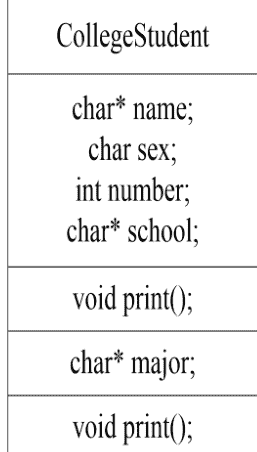 CollegeStudent
char* name;
char sex;
int number;
char* school;
void print();
char* major;
void print();